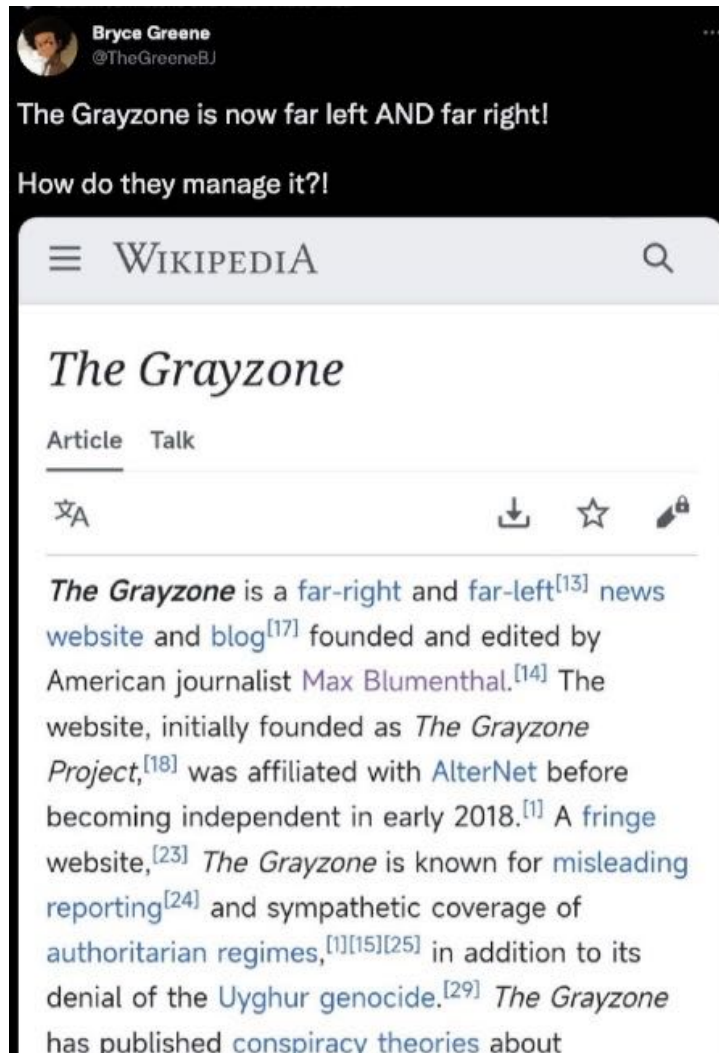 Bryce Greene
@TheGreeneBJ
The Grayzone is now far left AND far right!
How do they manage it?!
WIKIPEDIA
The Grayzone
Article Talk
The Grayzone is a far-right and far-left[13] news
website and blog[17] founded and edited by
American journalist Max Blumenthal.[14] The
website, initially founded as The Grayzone
Project,[18] was affiliated with AlterNet before
becoming independent in early 2018.[1] A fringe
website,[23] The Grayzone is known for misleading
reporting[24] and sympathetic coverage of
authoritarian regimes,[1][15][25] in addition to its
denial of the Uyghur genocide.[29] The Grayzone
has published conspiracy theories about